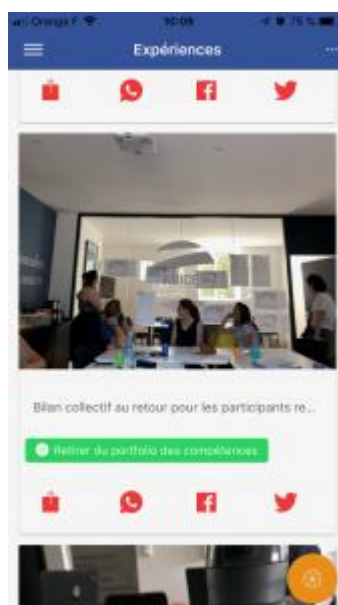 Orange F 10:09 75 %
Expériences
Bilan collectif au retour pour les participants re...
Retirer du portfolio des compétences